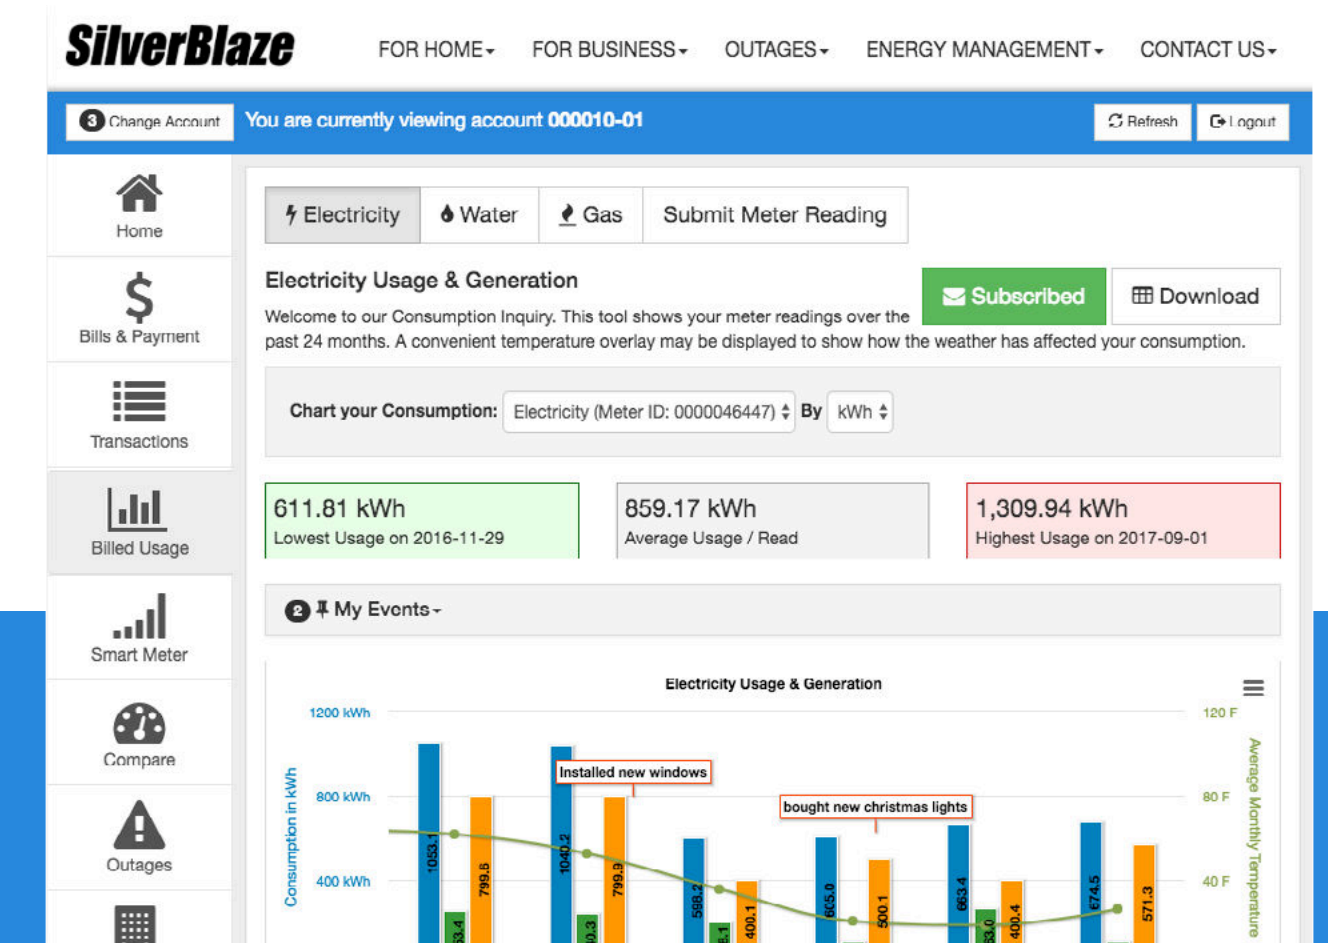 SilverBlaze
FOR HOME
FOR BUSINESS
OUTAGES
ENERGY MANAGEMENT
CONTACT US
3 Change Account
You are currently viewing account 000010-01
Refresh
Logout
Home
Bills & Payment
Transactions
Billed Usage
Smart Meter
Compare
Outages
Electricity
Water
Gas
Submit Meter Reading
Electricity Usage & Generation
Subscribed
Download
Welcome to our Consumption Inquiry. This tool shows your meter readings over the
past 24 months. A convenient temperature overlay may be displayed to show how the weather has affected your consumption.
Chart your Consumption:
Electricity (Meter ID: 0000046447)
By
kWh
611.81 kWh
Lowest Usage on 2016-11-29
859.17 kWh
Average Usage / Read
1,309.94 kWh
Highest Usage on 2017-09-01
2 My Events
Electricity Usage & Generation
1200 kWh
800 kWh
400 kWh
Consumption in kWh
120 F
80 F
40 F
Average Monthly Temperature
Installed new windows
bought new christmas lights
1053.1
799.6
1040.2
799.9
598.2
400.1
605.0
500.1
663.4
400.4
674.5
571.3